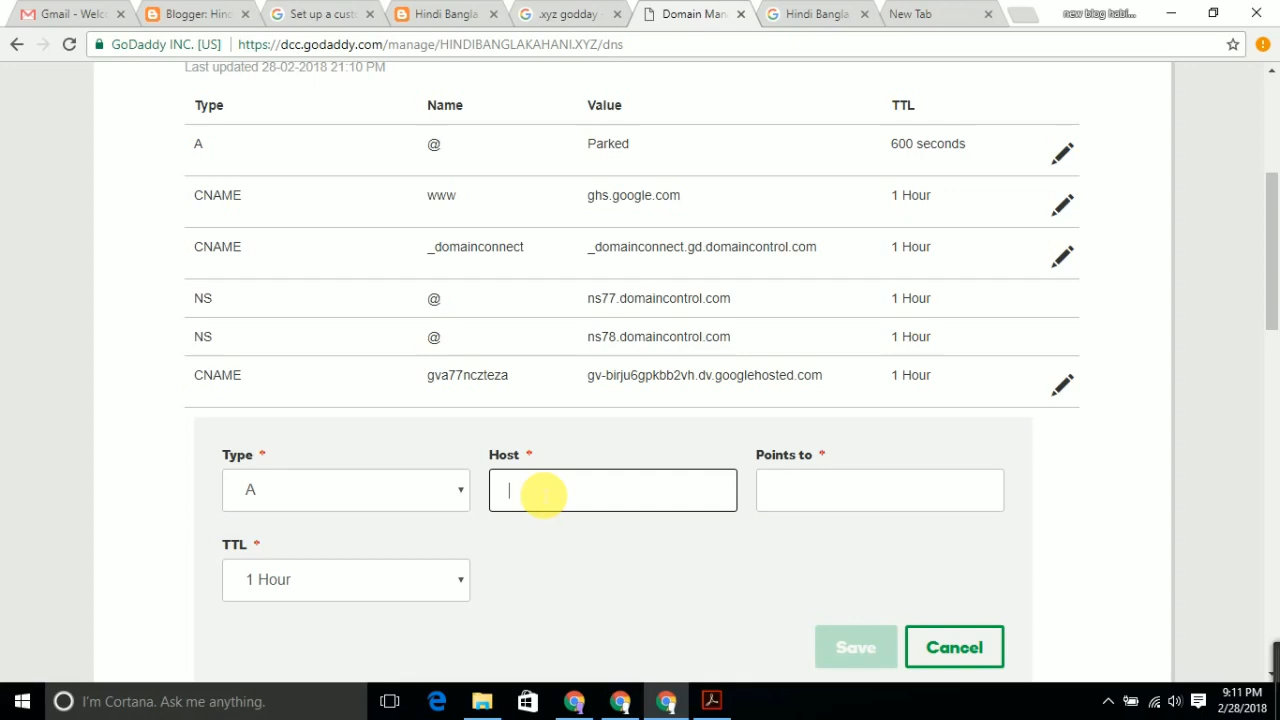 Gmail - Welc
Blogger: Hind
Set up a cust
Hindi Bangla
.xyz godday -
Domain Man
Hindi Bangla
New Tab
new blog habi...
GoDaddy INC. [US]
https://dcc.godaddy.com/manage/HINDIBANGLAKAHANI.XYZ/dns
Last updated 28-02-2018 21:10 PM
Type Name Value TTL
A @ Parked 600 seconds
CNAME www ghs.google.com 1 Hour
CNAME _domainconnect _domainconnect.gd.domaincontrol.com 1 Hour
NS @ ns77.domaincontrol.com 1 Hour
NS @ ns78.domaincontrol.com 1 Hour
CNAME gva77nczteza gv-birju6gpkbb2vh.dv.googlehosted.com 1 Hour
Type * Host * Points to *
A
TTL *
1 Hour
Save Cancel
I'm Cortana. Ask me anything.
9:11 PM
2/28/2018